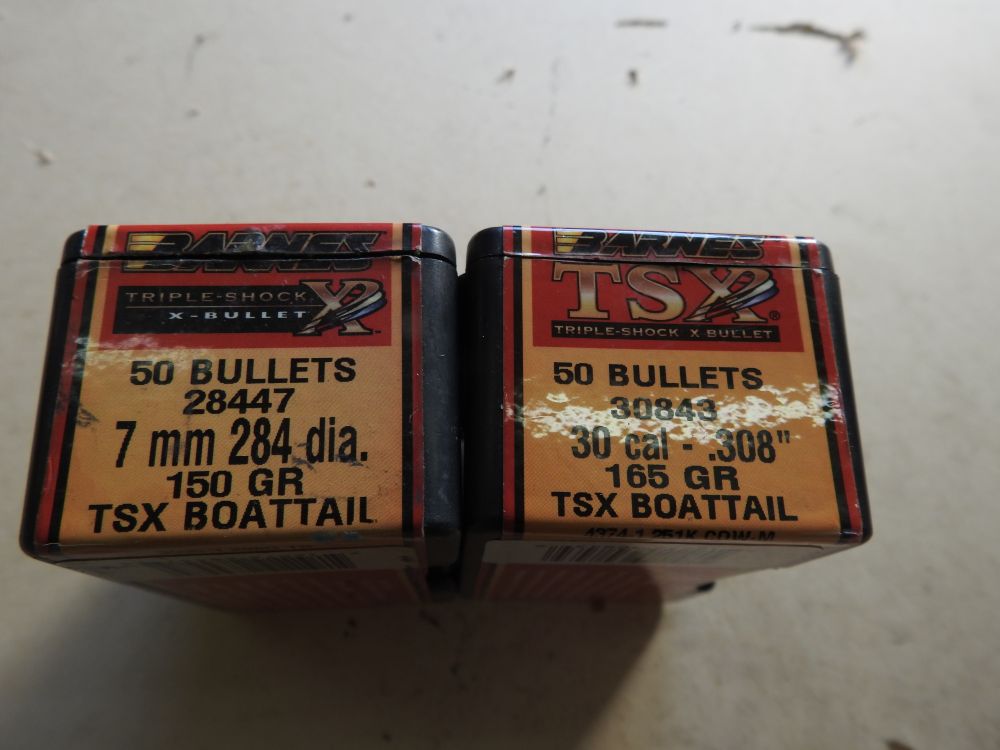 BARNES
TRIPLE-SHOCK X
X-BULLET
50 BULLETS
28447
7 mm 284 dia.
150 GR
TSX BOATTAIL
BARNES
TSX®
TRIPLE-SHOCK X BULLET
50 BULLETS
30843
30 cal - .308"
165 GR
TSX BOATTAIL